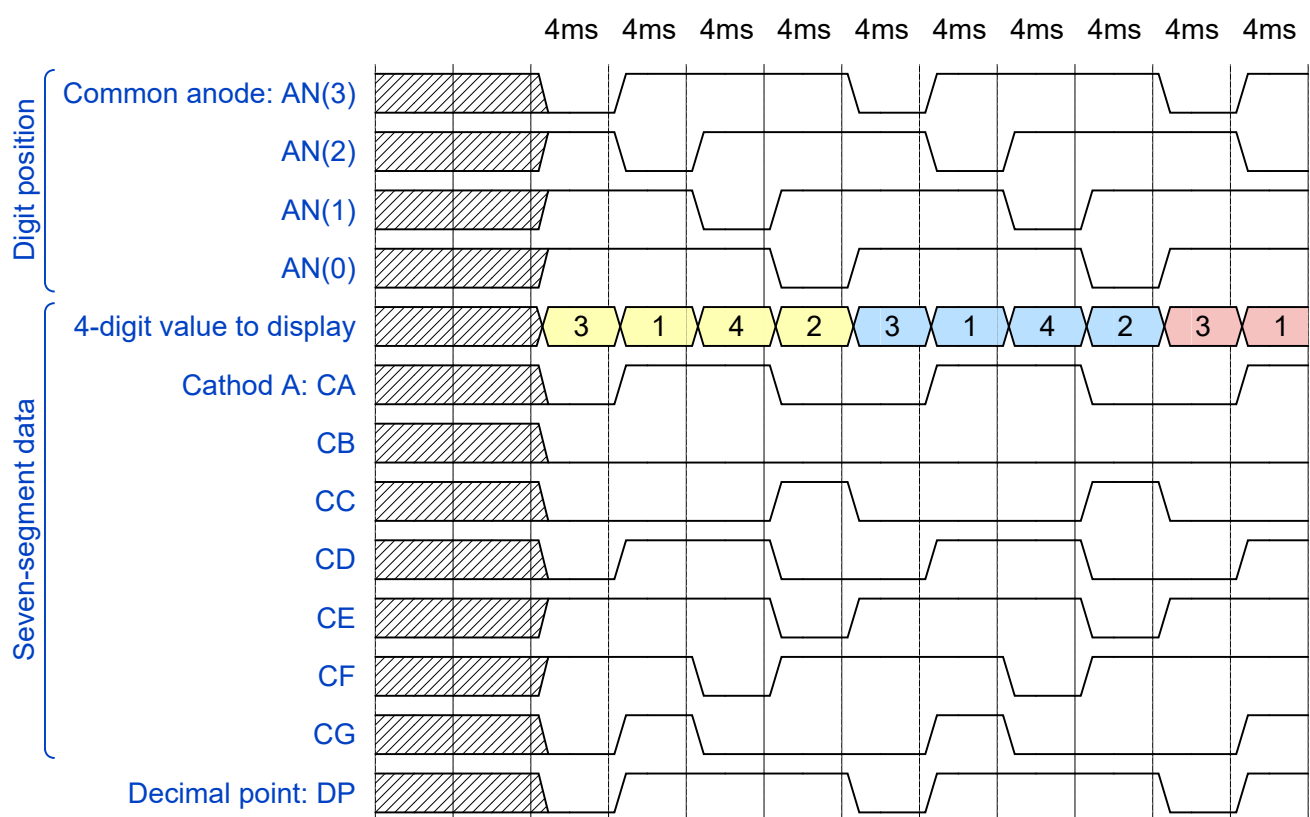 4ms 4ms 4ms 4ms 4ms 4ms 4ms 4ms 4ms 4ms
Digit position
Common anode: AN(3)
AN(2)
AN(1)
AN(0)
Seven-segment data
4-digit value to display 3 1 4 2 3 1 4 2 3 1
Cathod A: CA
CB
CC
CD
CE
CF
CG
Decimal point: DP